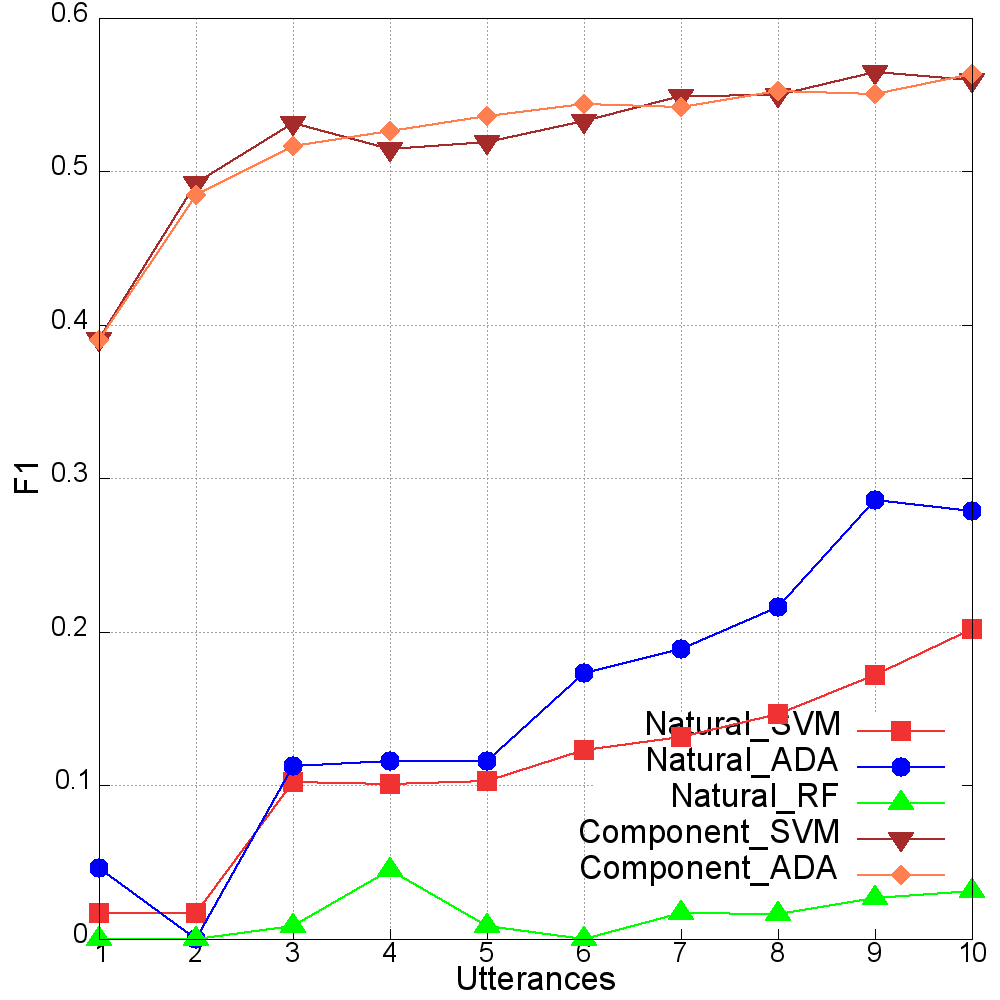 0.6
0.5
0.4
0.3
0.2
0.1
0
F1
Natural_SVM
Natural_ADA
Natural_RF
Component_SVM
Component_ADA
1 2 3 4 5 6 7 8 9 10
Utterances